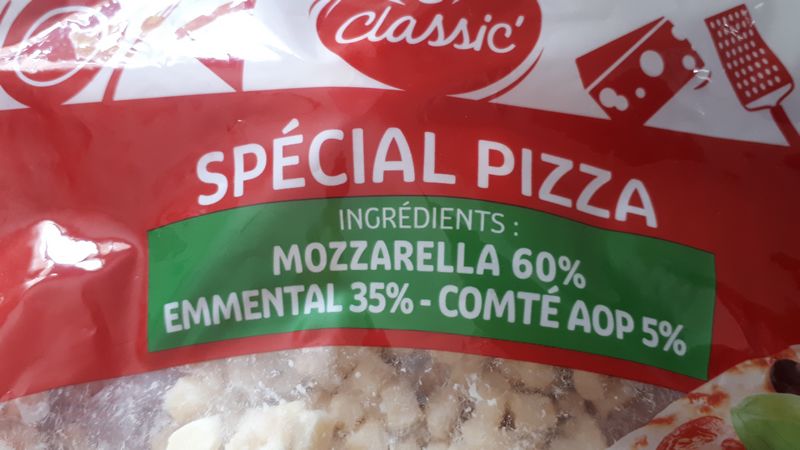 classic'
SPÉCIAL PIZZA
INGRÉDIENTS :
MOZZARELLA 60%
EMMENTAL 35% - COMTÉ AOP 5%